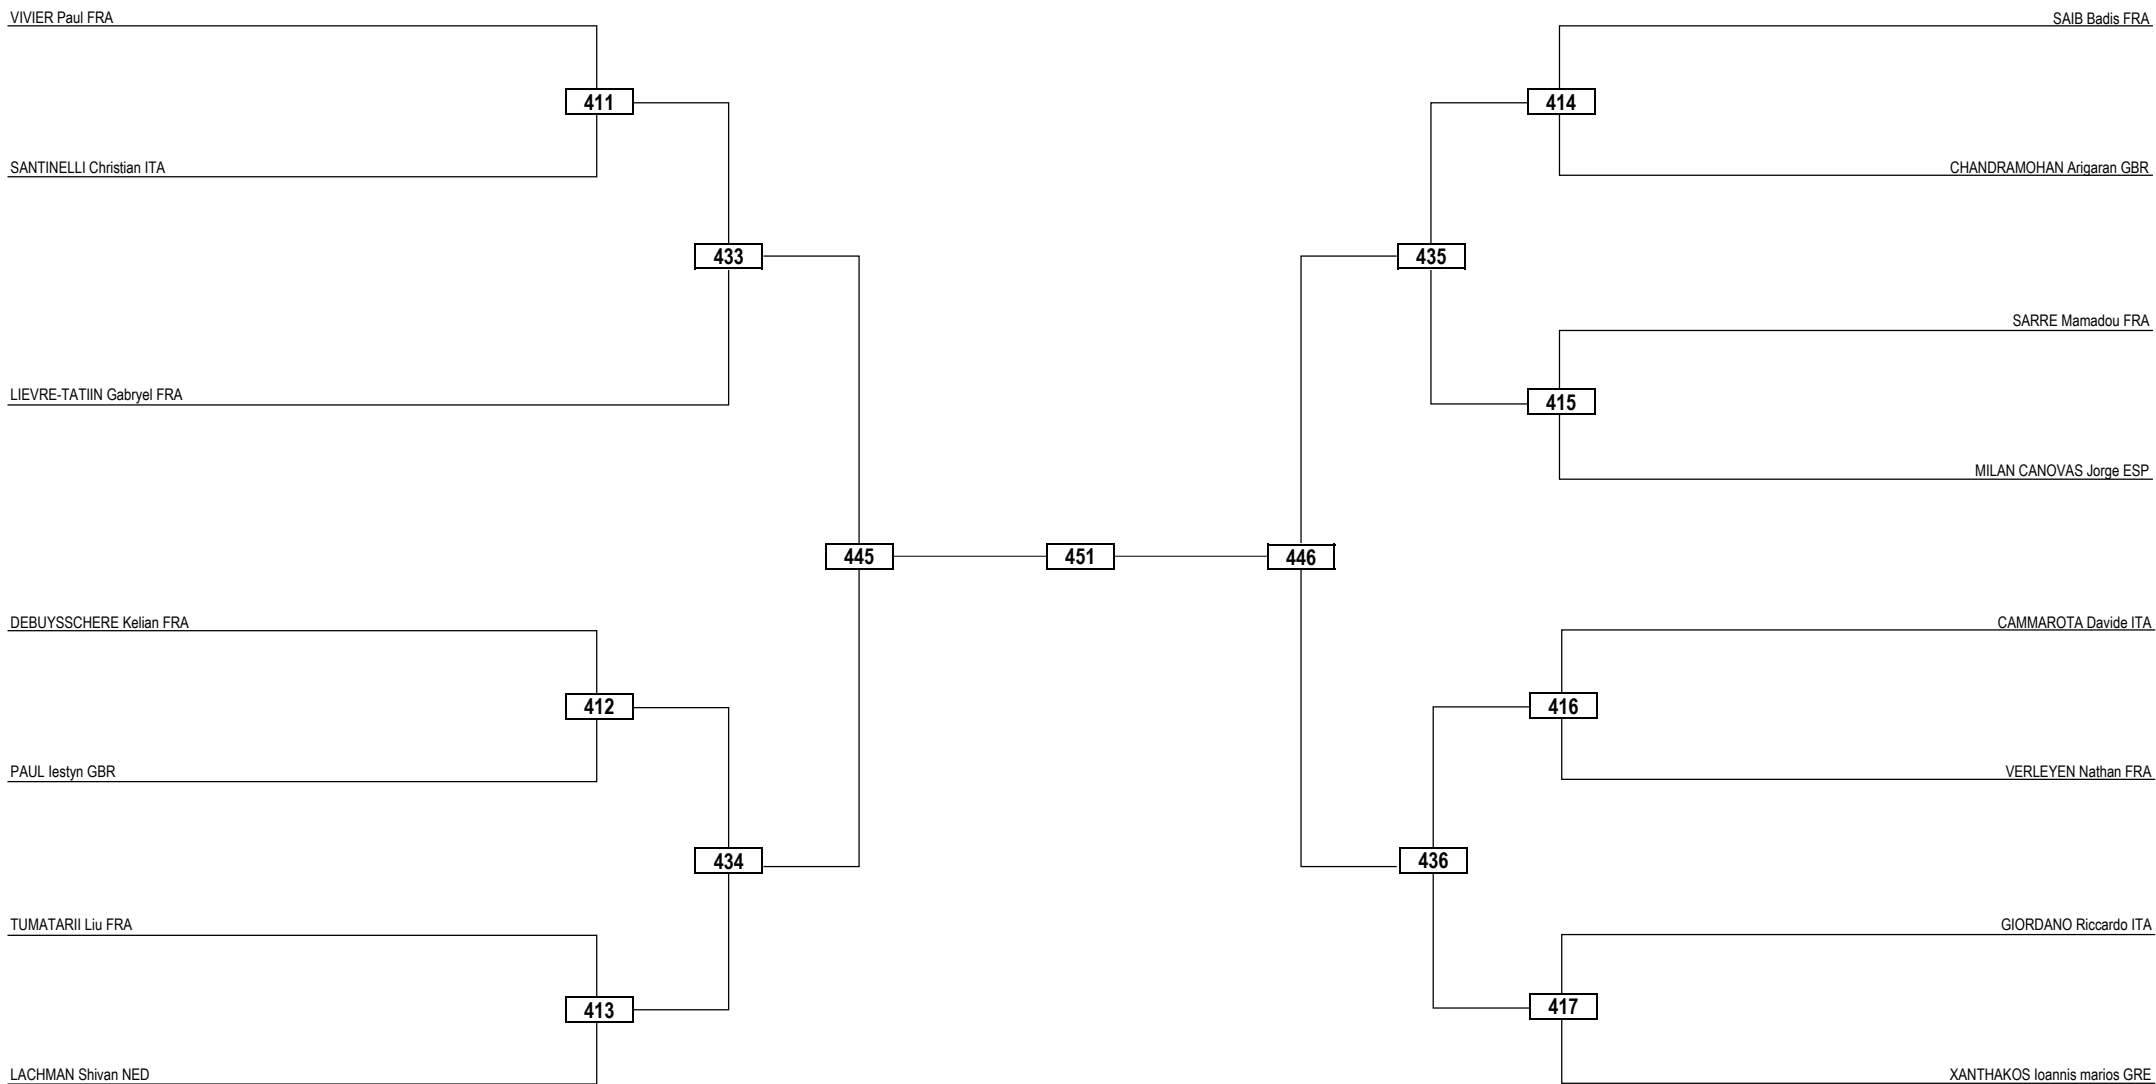 VIVIER Paul FRA
SAIB Badis FRA
411
414
SANTINELLI Christian ITA
CHANDRAMOHAN Arigaran GBR
433
435
SARRE Mamadou FRA
LIEVRE-TATIIN Gabryel FRA
415
MILAN CANOVAS Jorge ESP
445
451
446
DEBUYSSCHERE Kelian FRA
CAMMAROTA Davide ITA
412
416
PAUL Iestyn GBR
VERLEYEN Nathan FRA
434
436
TUMATARII Liu FRA
GIORDANO Riccardo ITA
413
417
LACHMAN Shivan NED
XANTHAKOS Ioannis marios GRE